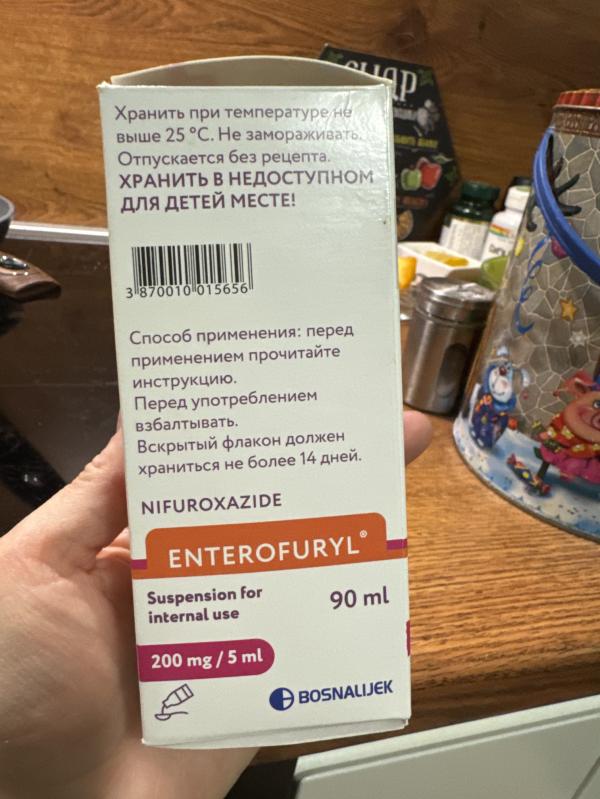 Хранить при температуре не
выше 25 °С. Не замораживать.
Отпускается без рецепта.
ХРАНИТЬ В НЕДОСТУПНОМ
ДЛЯ ДЕТЕЙ МЕСТЕ!
3 870010 015656
Способ применения: перед
применением прочитайте
инструкцию.
Перед употреблением
взбалтывать.
Вскрытый флакон должен
храниться не более 14 дней.
NIFUROXAZIDE
ENTEROFURYL®
Suspension for
internal use
90 ml
200 mg / 5 ml
BOSNALIJEK